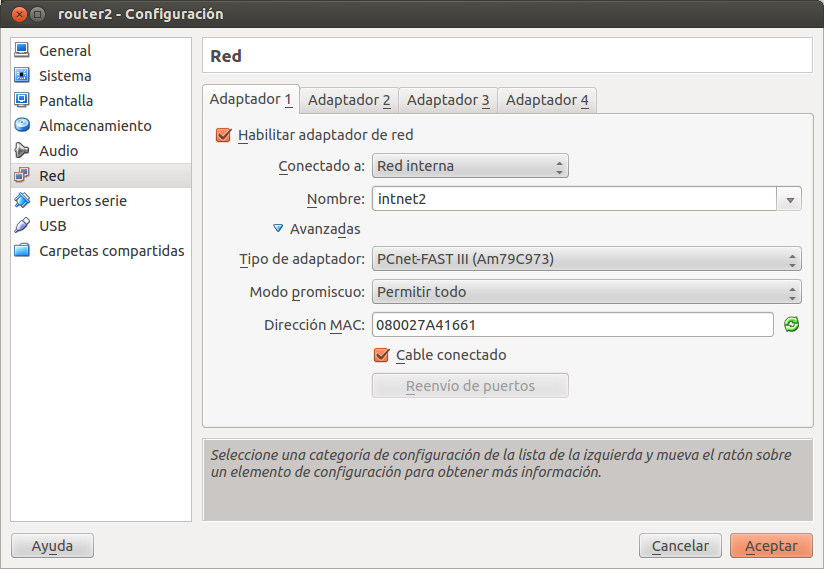 router2 - Configuración
General
Sistema
Pantalla
Almacenamiento
Audio
Red
Puertos serie
USB
Carpetas compartidas
Red
Adaptador 1 Adaptador 2 Adaptador 3 Adaptador 4
Habilitar adaptador de red
Conectado a: Red interna
Nombre: intnet2
Avanzadas
Tipo de adaptador: PCnet-FAST III (Am79C973)
Modo promiscuo: Permitir todo
Dirección MAC: 080027A41661
Cable conectado
Reenvío de puertos
Seleccione una categoría de configuración de la lista de la izquierda y mueva el ratón sobre
un elemento de configuración para obtener más información.
Ayuda Cancelar Aceptar